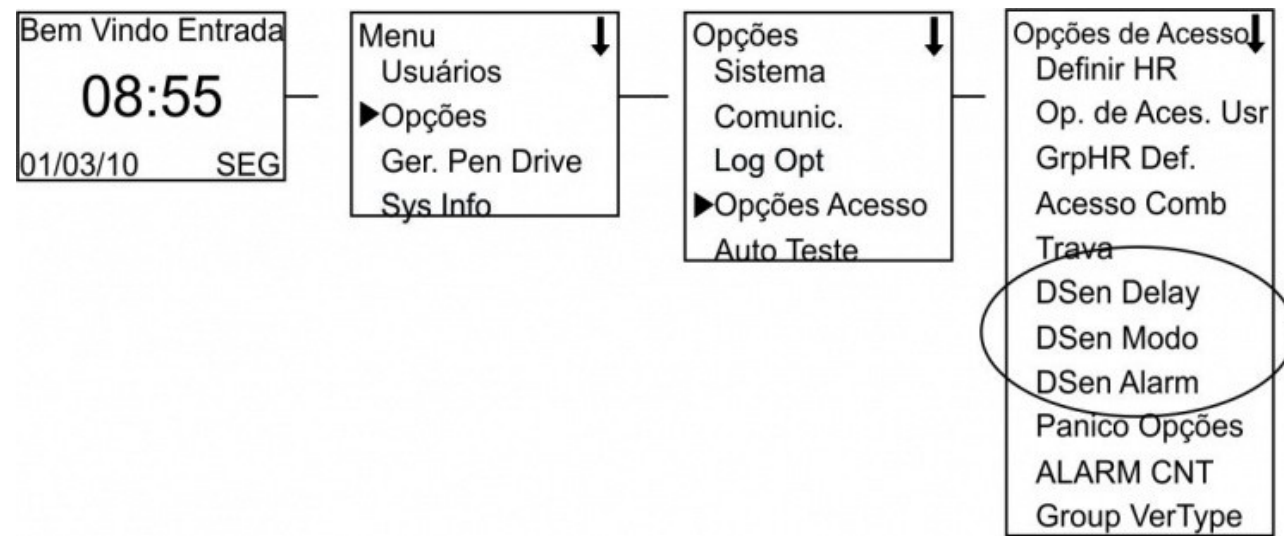 Bem Vindo Entrada
08:55
01/03/10 SEG
Menu
Usuários
Opções
Ger. Pen Drive
Sys Info
Opções
Sistema
Comunic.
Log Opt
Opções Acesso
Auto Teste
Opções de Acesso
Definir HR
Op. de Aces. Usr
GrpHR Def.
Acesso Comb
Trava
DSen Delay
DSen Modo
DSen Alarm
Panico Opções
ALARM CNT
Group VerType